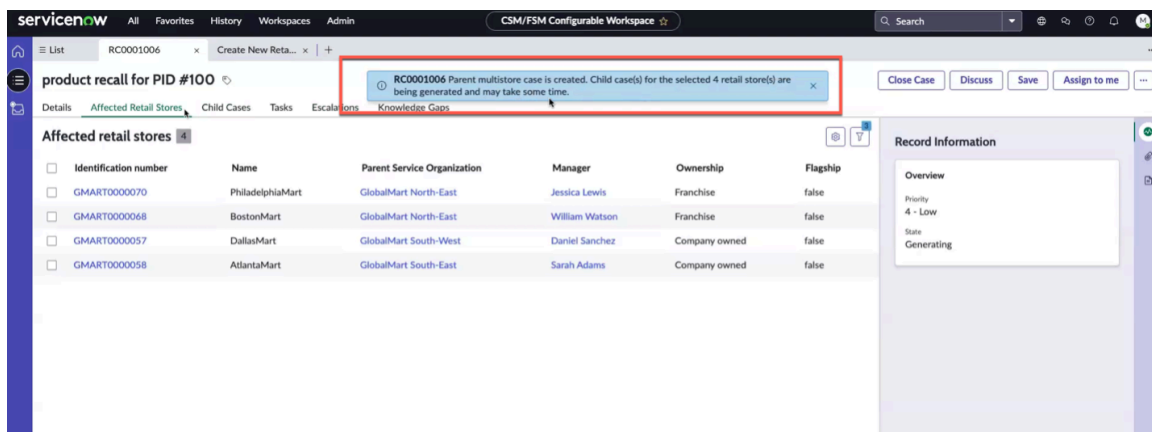 servicenow All Favorites History Workspaces Admin CSM/FSM Configurable Workspace Search M
List RC0001006 × Create New Reta... × +
product recall for PID #100
RC0001006 Parent multistore case is created. Child case(s) for the selected 4 retail store(s) are
being generated and may take some time.
Close Case Discuss Save Assign to me ...
Details Affected Retail Stores Child Cases Tasks Escalations Knowledge Gaps
Affected retail stores 4
3
Identification number Name Parent Service Organization Manager Ownership Flagship
GMART0000070 PhiladelphiaMart GlobalMart North-East Jessica Lewis Franchise false
GMART0000068 BostonMart GlobalMart North-East William Watson Franchise false
GMART0000057 DallasMart GlobalMart South-West Daniel Sanchez Company owned false
GMART0000058 AtlantaMart GlobalMart South-East Sarah Adams Company owned false
Record Information
Overview
Priority
4 - Low
State
Generating